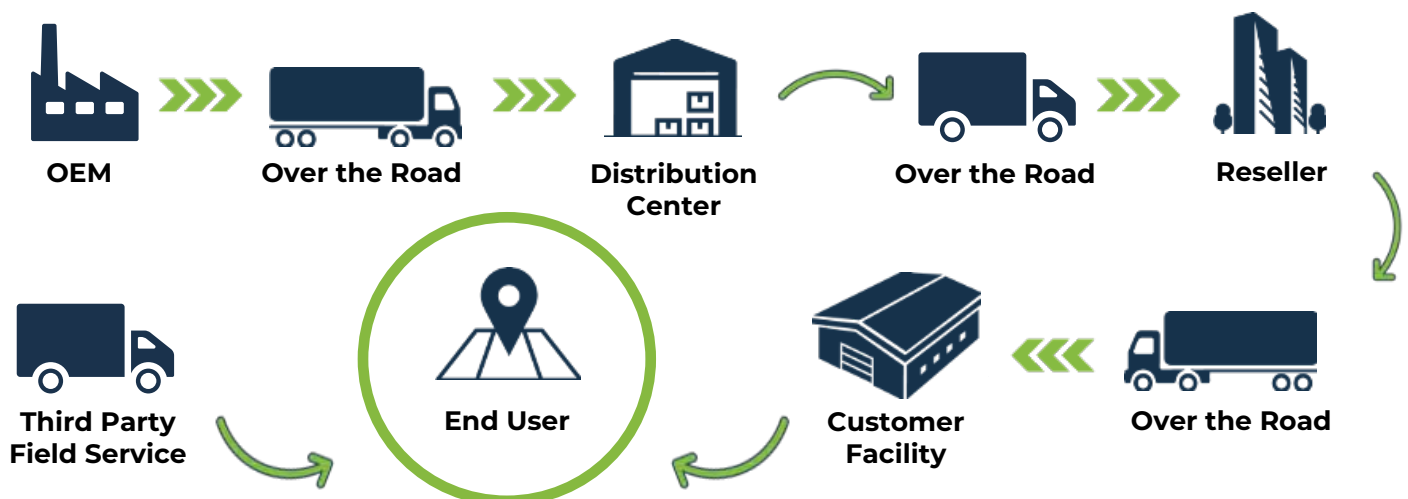 OEM
Over the Road
Distribution
Center
Over the Road
Reseller
Third Party
Field Service
End User
Customer
Facility
Over the Road